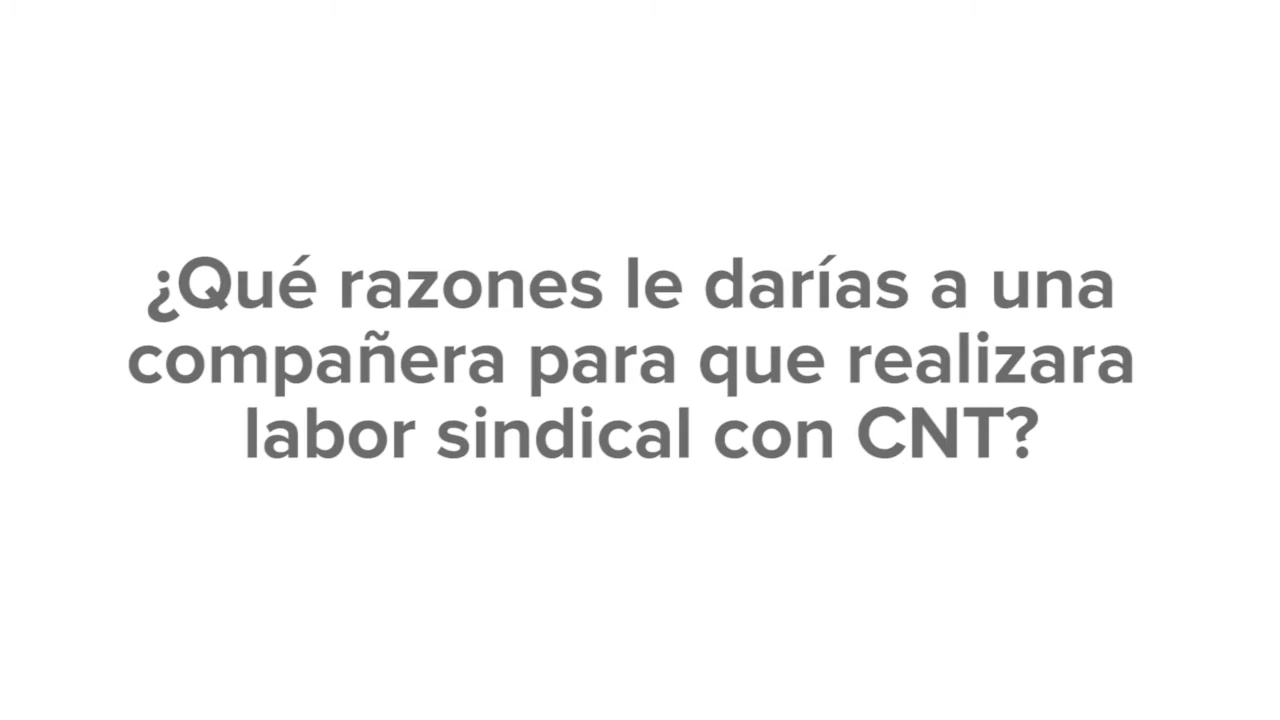 ¿Qué razones le darías a una
compañera para que realizara
labor sindical con CNT?